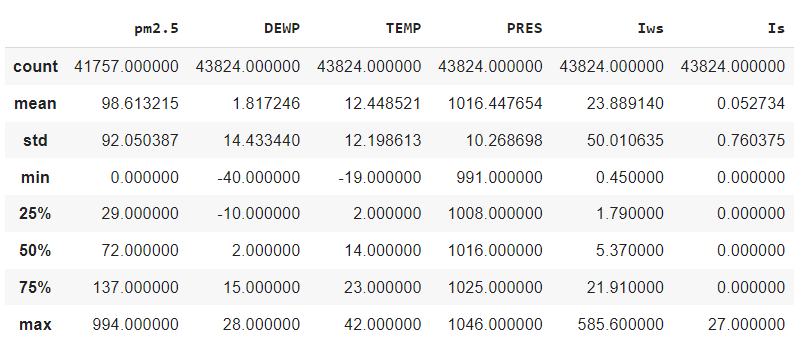 pm2.5 DEWP TEMP PRES Iws Is
count 41757.000000 43824.000000 43824.000000 43824.000000 43824.000000 43824.000000
mean 98.613215 1.817246 12.448521 1016.447654 23.889140 0.052734
std 92.050387 14.433440 12.198613 10.268698 50.010635 0.760375
min 0.000000 -40.000000 -19.000000 991.000000 0.450000 0.000000
25% 29.000000 -10.000000 2.000000 1008.000000 1.790000 0.000000
50% 72.000000 2.000000 14.000000 1016.000000 5.370000 0.000000
75% 137.000000 15.000000 23.000000 1025.000000 21.910000 0.000000
max 994.000000 28.000000 42.000000 1046.000000 585.600000 27.000000